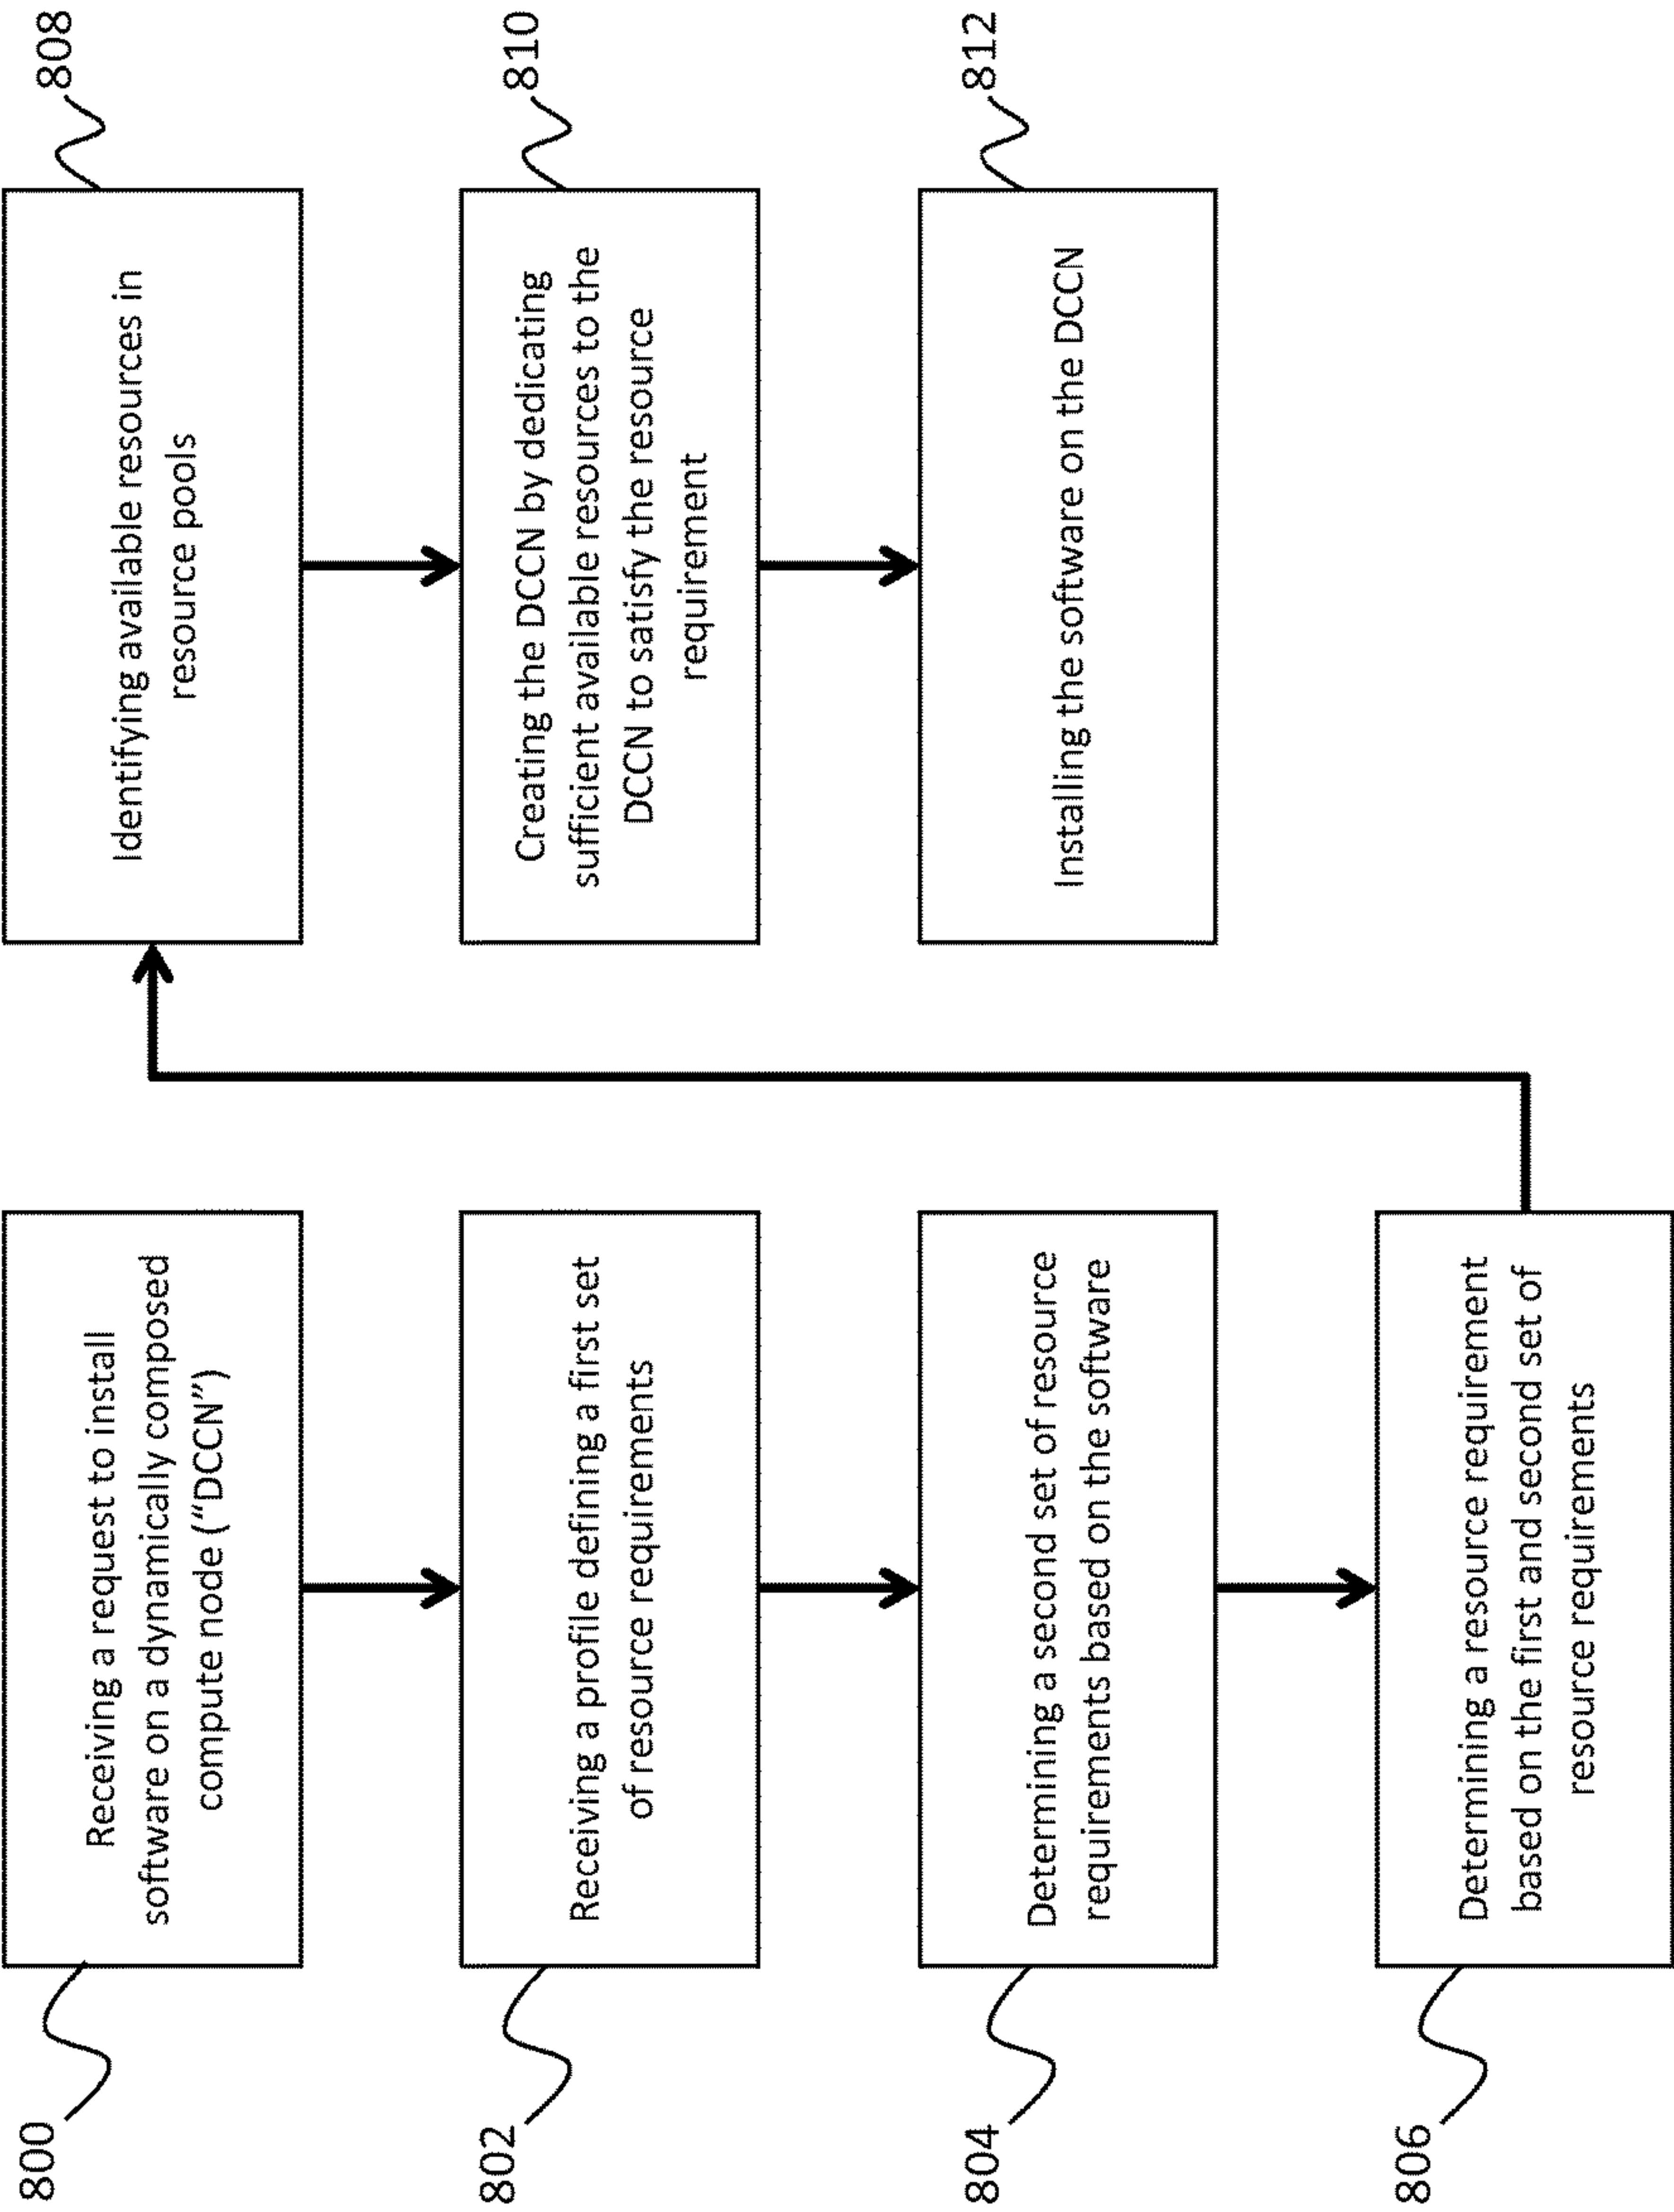 800
Receiving a request to install
software on a dynamically composed
compute node (“DCCN”)
802
Receiving a profile defining a first set
of resource requirements
804
Determining a second set of resource
requirements based on the software
806
Determining a resource requirement
based on the first and second set of
resource requirements
808
Identifying available resources in
resource pools
810
Creating the DCCN by dedicating
sufficient available resources to the
DCCN to satisfy the resource
requirement
812
Installing the software on the DCCN